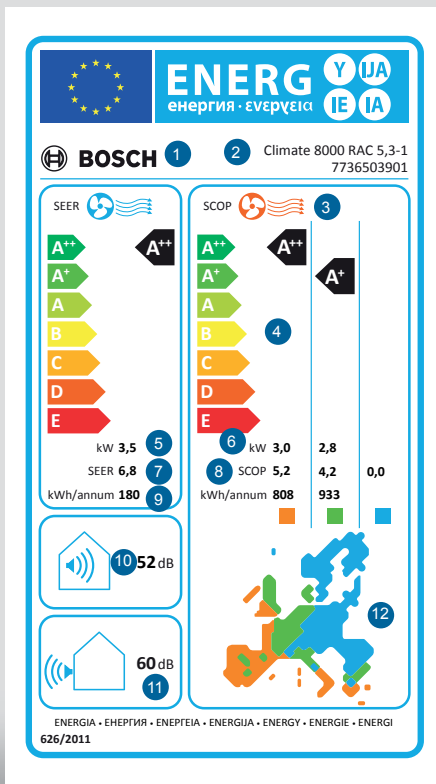 ENERG
енергия · ενεργεια
Y IJA
IE IA
BOSCH 1 2 Climate 8000 RAC 5,3-1
7736503901
SEER
SCOP 3
A++ A++
A+
A
B
C
D
E
kW 3,5 5
SEER 6,8 7
kWh/annum 180 9
A++ A++
A+ A+
A
B 4
C
D
E
6 kW 3,0 2,8
8 SCOP 5,2 4,2 0,0
kWh/annum 808 933
10 52 dB
60 dB
11
12
ENERGIA • ЕНЕРГИЯ • ΕΝΕΡΓΕΙΑ • ENERGIJA • ENERGY • ENERGIE • ENERGI
626/2011